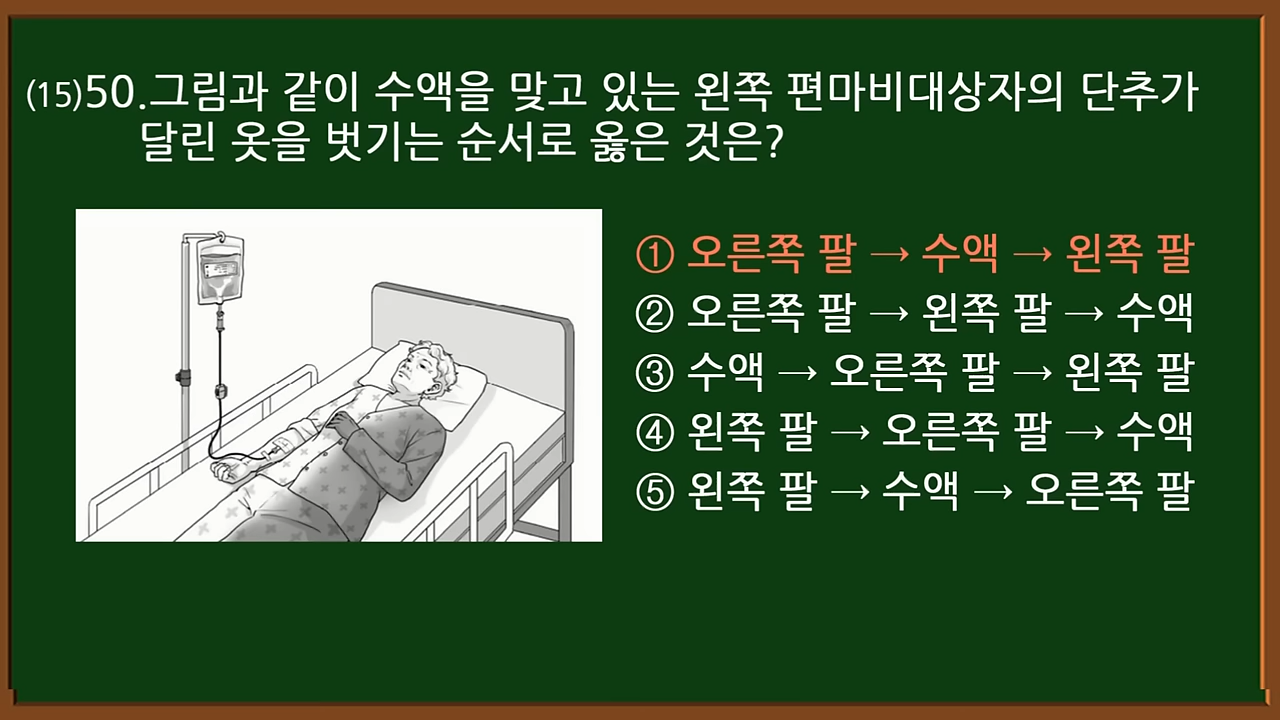 (15)50.그림과 같이 수액을 맞고 있는 왼쪽 편마비대상자의 단추가
달린 옷을 벗기는 순서로 옳은 것은?
① 오른쪽 팔 → 수액 → 왼쪽 팔
② 오른쪽 팔 → 왼쪽 팔 → 수액
③ 수액 → 오른쪽 팔 → 왼쪽 팔
④ 왼쪽 팔 → 오른쪽 팔 → 수액
⑤ 왼쪽 팔 → 수액 → 오른쪽 팔